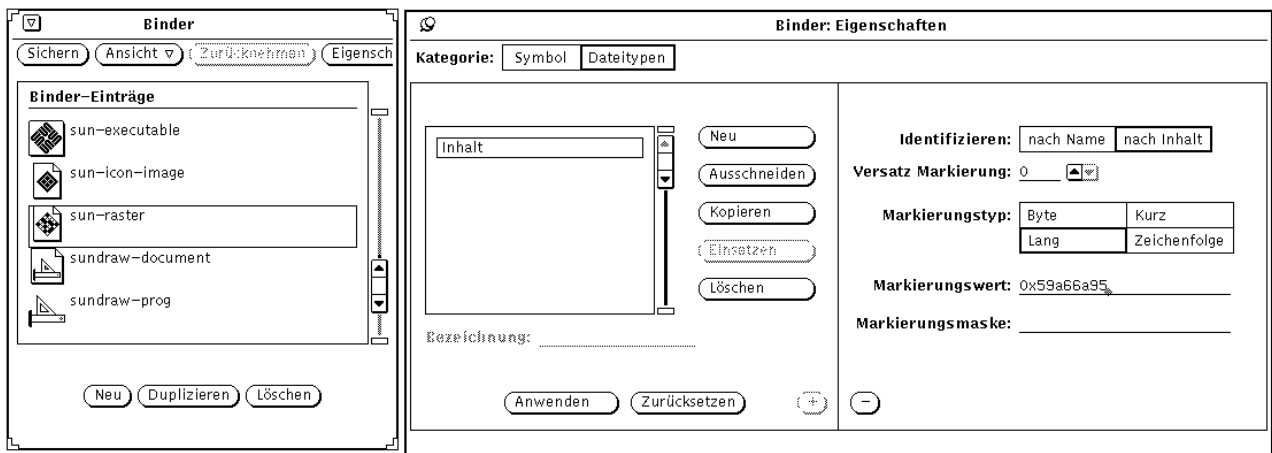 Binder
Sichern Ansicht Zurücknehmen Eigensch
Binder-Einträge
sun-executable
sun-icon-image
sun-raster
sundraw-document
sundraw-prog
Neu Duplizieren Löschen
Binder: Eigenschaften
Kategorie: Symbol Dateitypen
Inhalt
Neu
Ausschneiden
Kopieren
Einsetzen
Löschen
Bezeichnung:
Anwenden Zurücksetzen +
Identifizieren: nach Name nach Inhalt
Versatz Markierung: 0
Markierungstyp: Byte Kurz
Lang Zeichenfolge
Markierungswert: 0x59a66a95
Markierungsmaske:
−